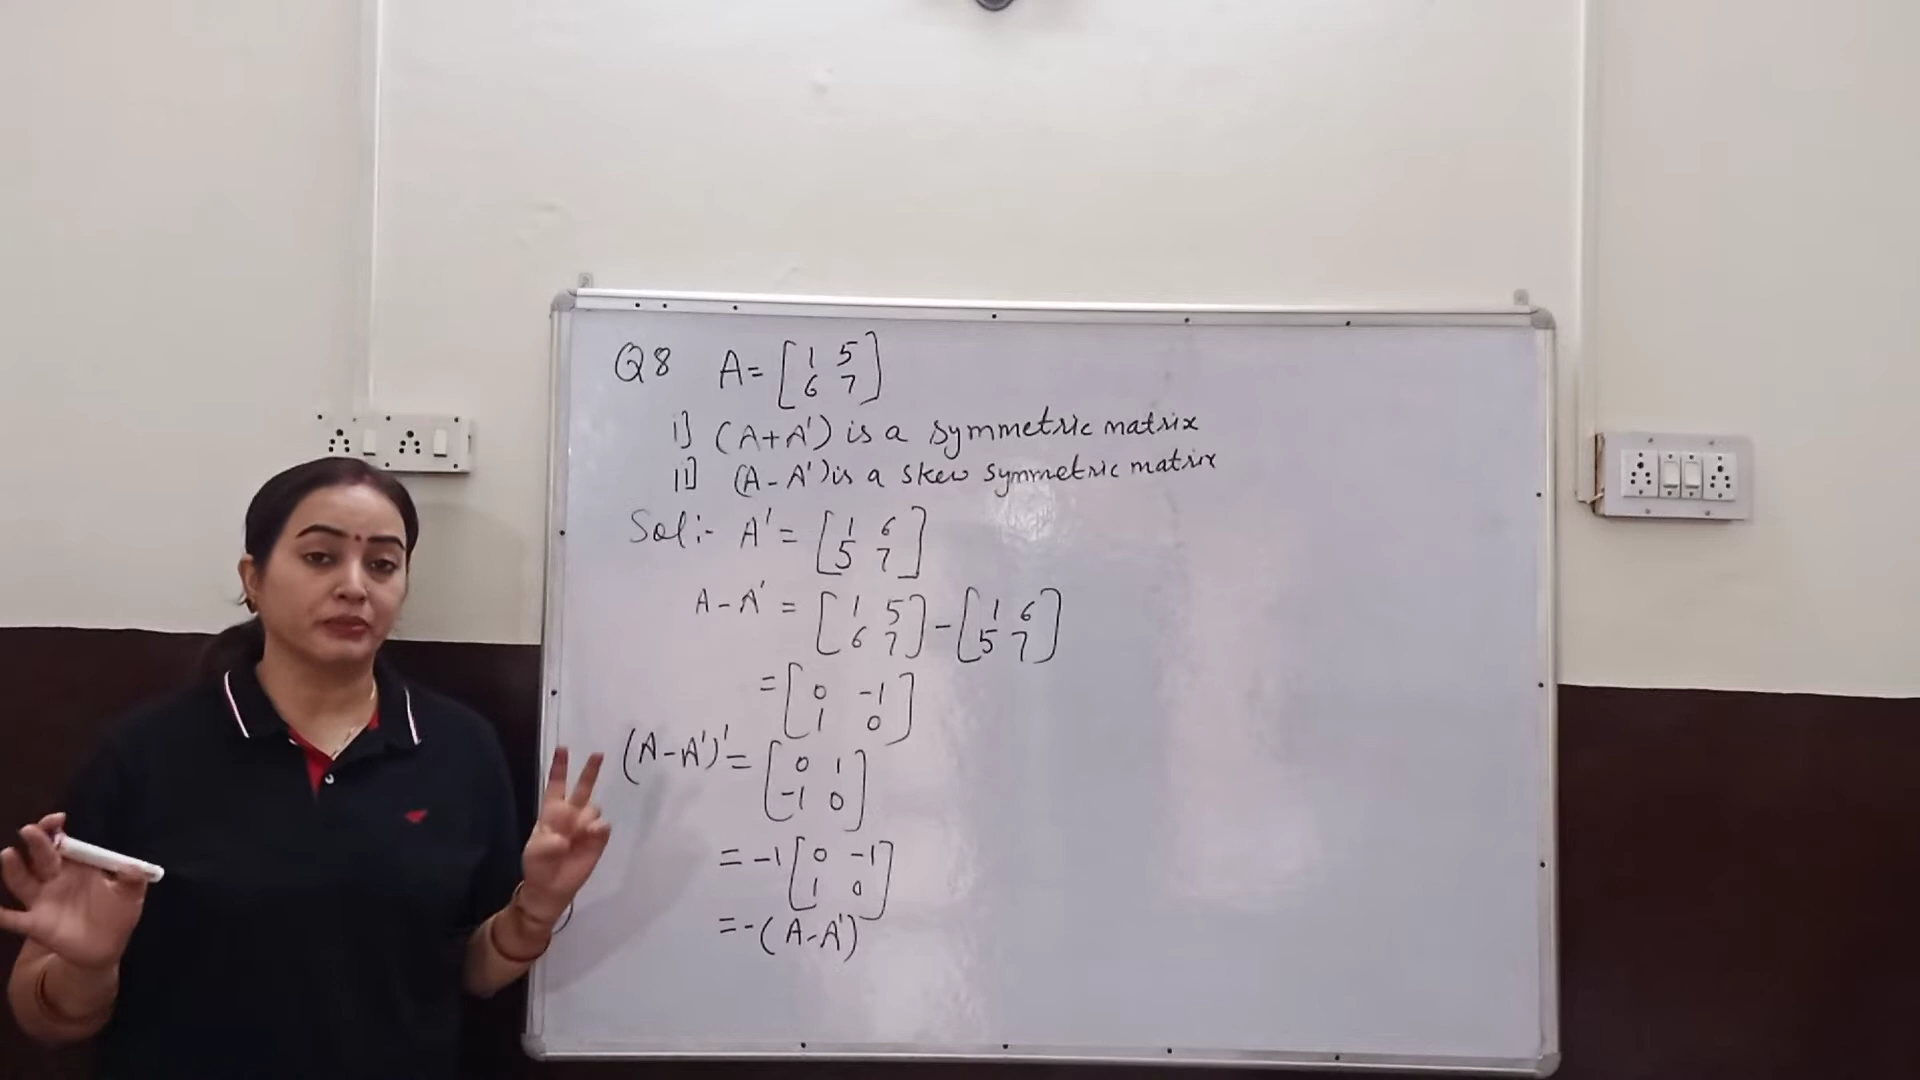 Q8 A = [1 5; 6 7]
i] (A+A') is a symmetric matrix
ii] (A-A') is a skew symmetric matrix
Sol:- A' = [1 6; 5 7]
A-A' = [1 5; 6 7] - [1 6; 5 7]
= [0 -1; 1 0]
(A-A')' = [0 1; -1 0]
= -1 [0 -1; 1 0]
= -(A-A')